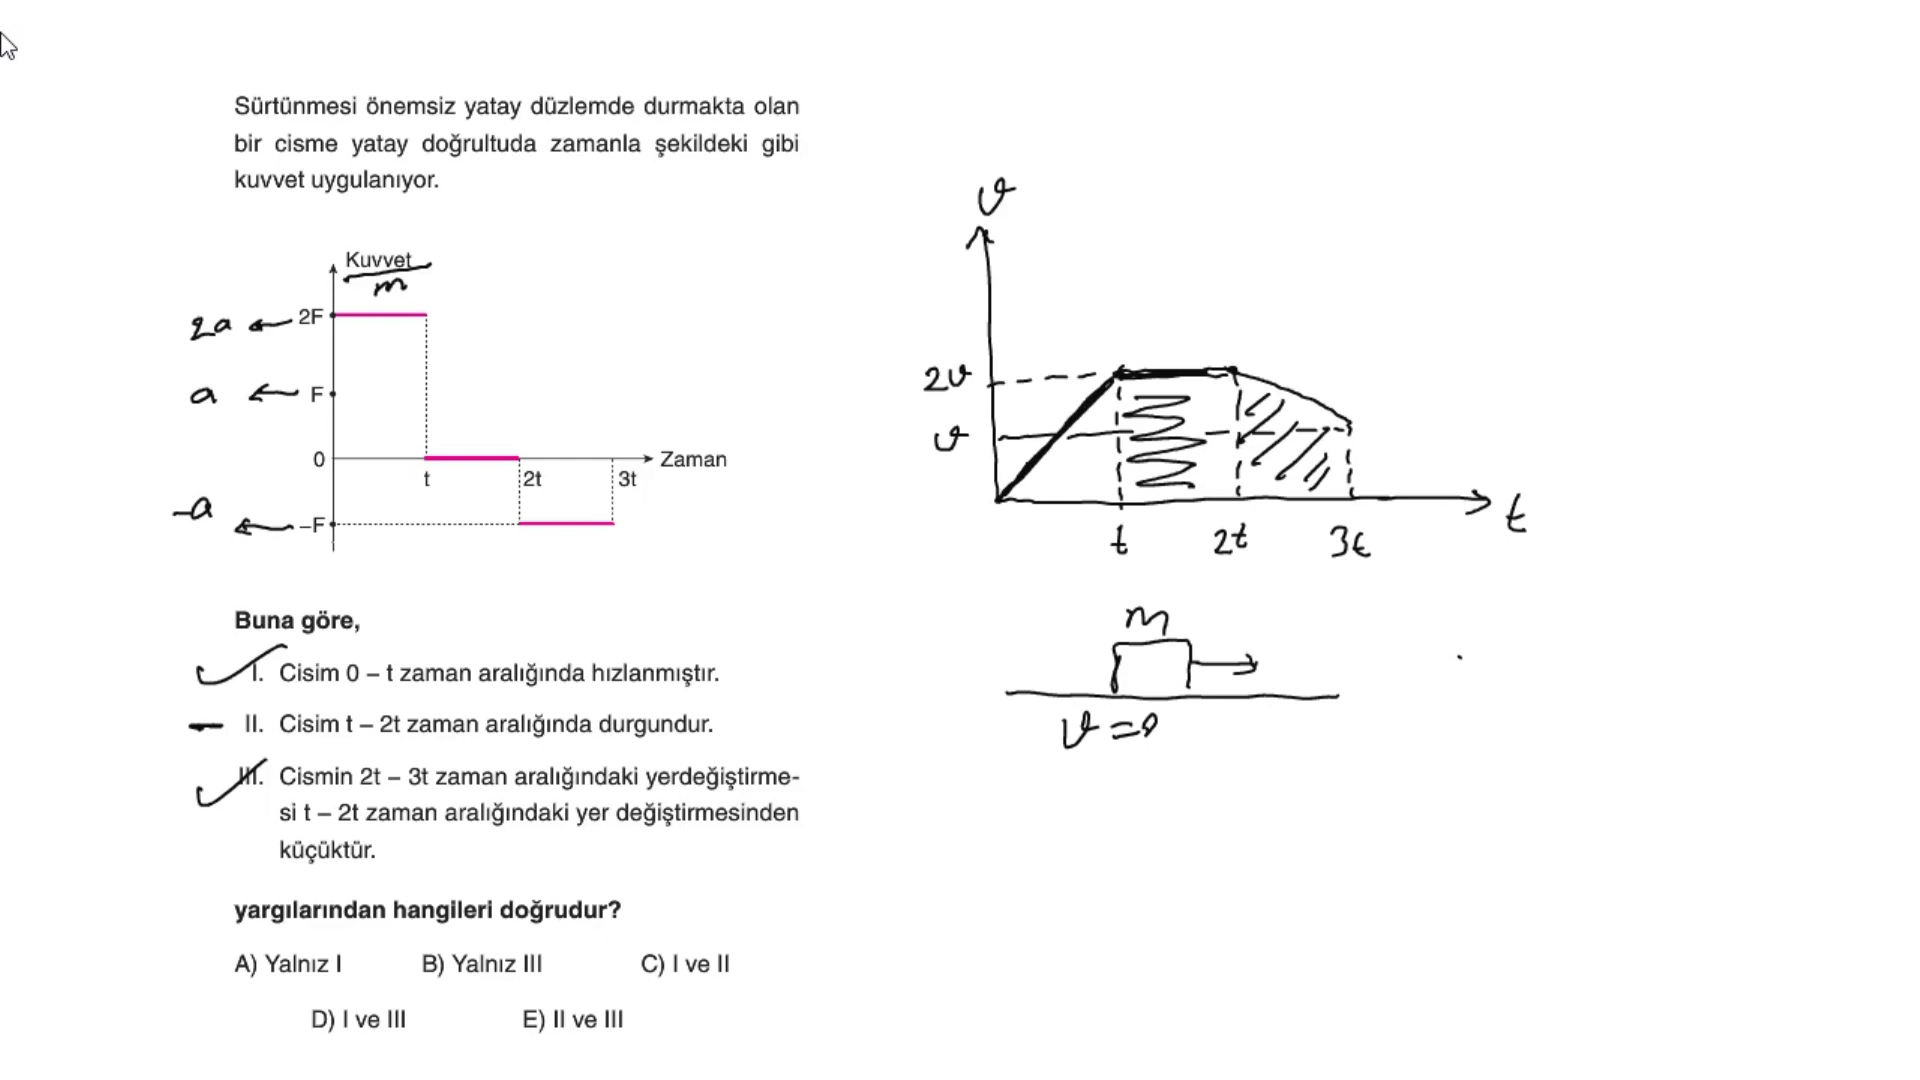 Sürtünmesi önemsiz yatay düzlemde durmakta olan
bir cisme yatay doğrultuda zamanla şekildeki gibi
kuvvet uygulanıyor.
Kuvvet
m
2a ← 2F
a ← F
0
Zaman
t
2t
3t
-a ← –F
Buna göre,
I. Cisim 0 – t zaman aralığında hızlanmıştır.
II. Cisim t – 2t zaman aralığında durgundur.
III. Cismin 2t – 3t zaman aralığındaki yerdeğiştirme-
si t – 2t zaman aralığındaki yer değiştirmesinden
küçüktür.
yargılarından hangileri doğrudur?
A) Yalnız I B) Yalnız III C) I ve II
D) I ve III E) II ve III
v
2v
v
t 2t 3t
t
m
v=0